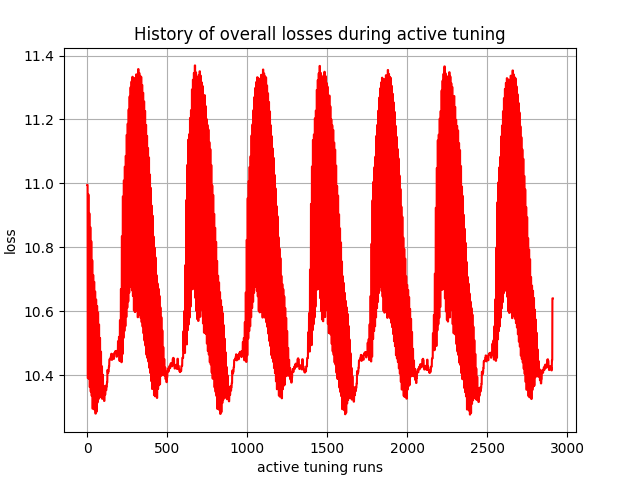 History of overall losses during active tuning
11.4
11.2
11.0
10.8
10.6
10.4
loss
0 500 1000 1500 2000 2500 3000
active tuning runs